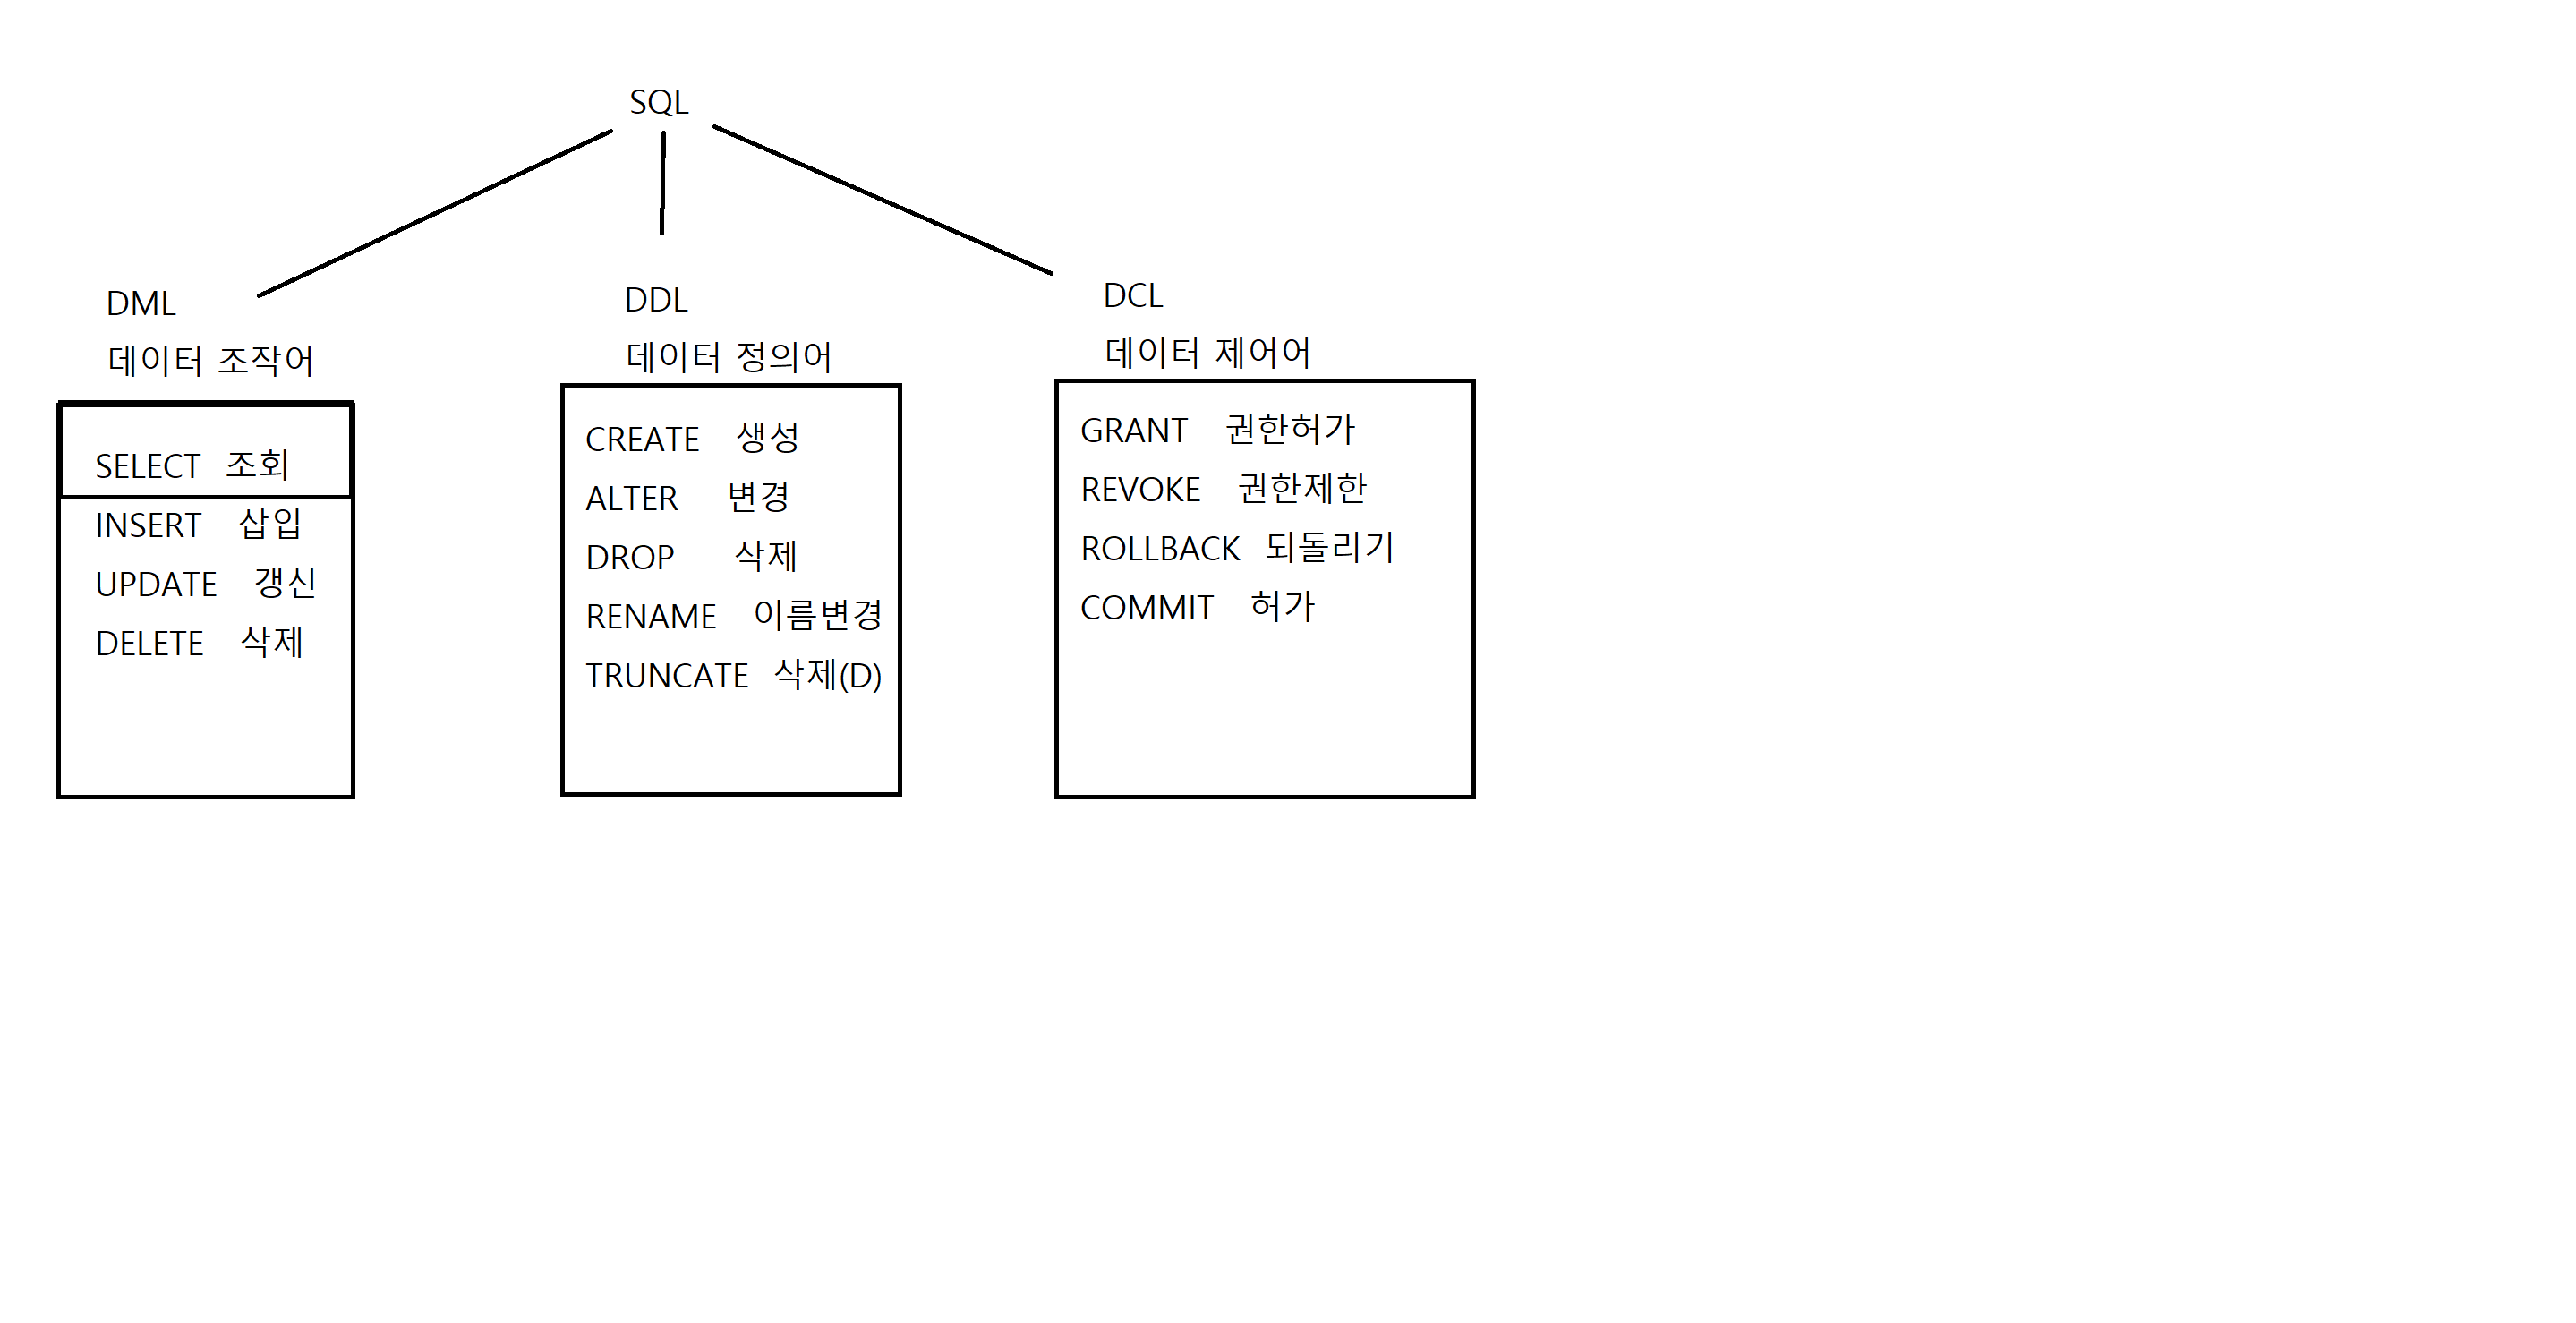 SQL
DML
데이터 조작어
SELECT 조회
INSERT 삽입
UPDATE 갱신
DELETE 삭제
DDL
데이터 정의어
CREATE 생성
ALTER 변경
DROP 삭제
RENAME 이름변경
TRUNCATE 삭제(D)
DCL
데이터 제어어
GRANT 권한허가
REVOKE 권한제한
ROLLBACK 되돌리기
COMMIT 허가